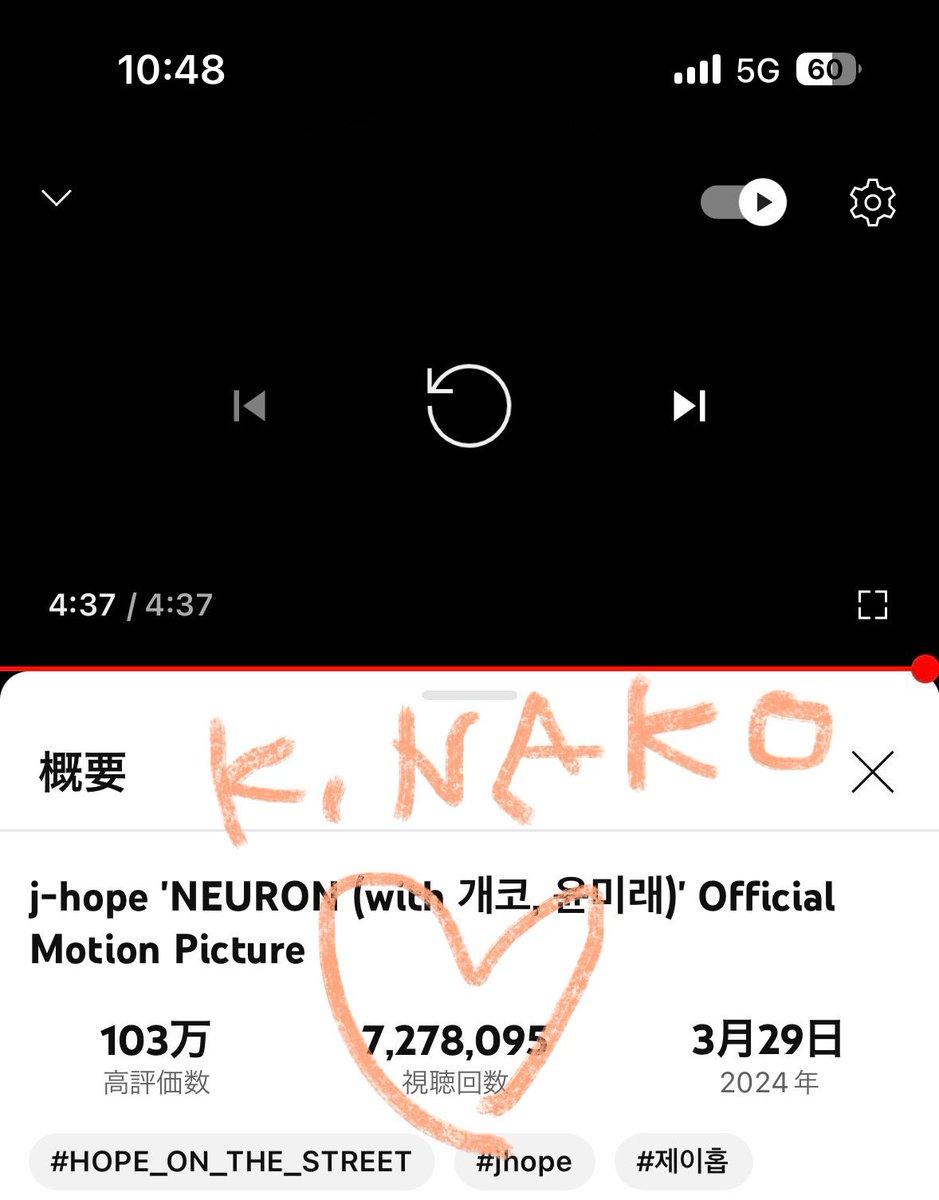 10:48 5G 60
4:37 / 4:37
K, NAKO
概要
j-hope 'NEURON (with 개코, 윤미래)' Official
Motion Picture
103万 7,278,095 3月29日
高評価数 視聴回数 2024年
#HOPE_ON_THE_STREET #jhope #제이홉